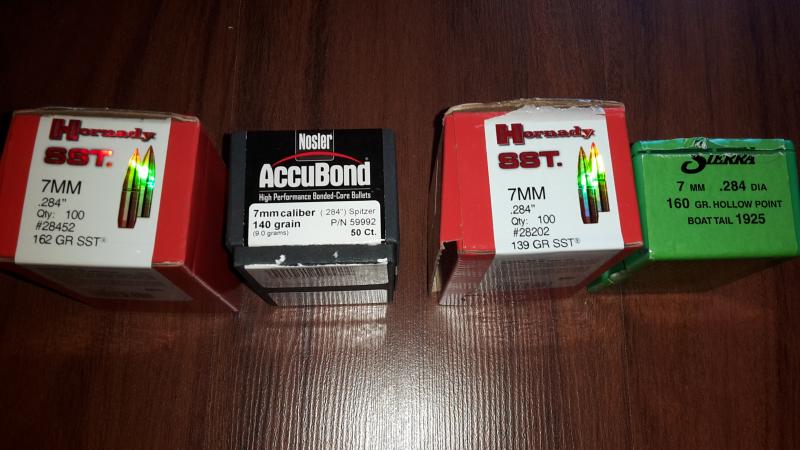 Hornady
SST.
7MM
.284"
Qty: 100
#28452
162 GR SST®
Nosler
AccuBond
High Performance Bonded-Core Bullets
7mm caliber (.284") Spitzer
140 grain P/N 59992
(9.0 grams) 50 Ct.
Hornady
SST.
7MM
.284"
Qty: 100
#28202
139 GR SST®
SIERRA
7 MM .284 DIA
160 GR. HOLLOW POINT
BOAT TAIL 1925